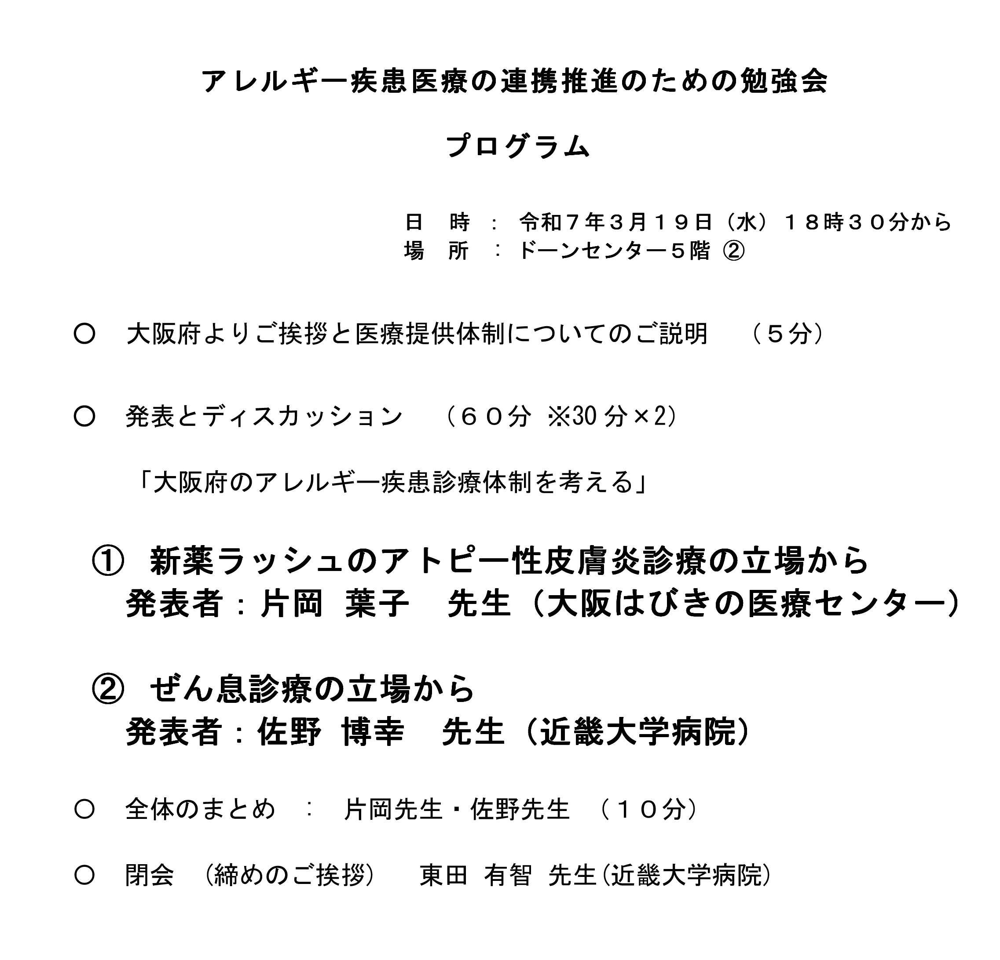 アレルギー疾患医療の連携推進のための勉強会
プログラム
日　時　：　令和７年３月１９日（水）１８時３０分から
場　所　：　ドーンセンター５階 ②
○　大阪府よりご挨拶と医療提供体制についてのご説明　（５分）
○　発表とディスカッション　（６０分 ※30 分×2）
「大阪府のアレルギー疾患診療体制を考える」
①　新薬ラッシュのアトピー性皮膚炎診療の立場から
発表者：片岡 葉子　先生（大阪はびきの医療センター）
②　ぜん息診療の立場から
発表者：佐野 博幸　先生（近畿大学病院）
○　全体のまとめ　：　片岡先生・佐野先生　（１０分）
○　閉会　（締めのご挨拶）　東田 有智 先生（近畿大学病院）